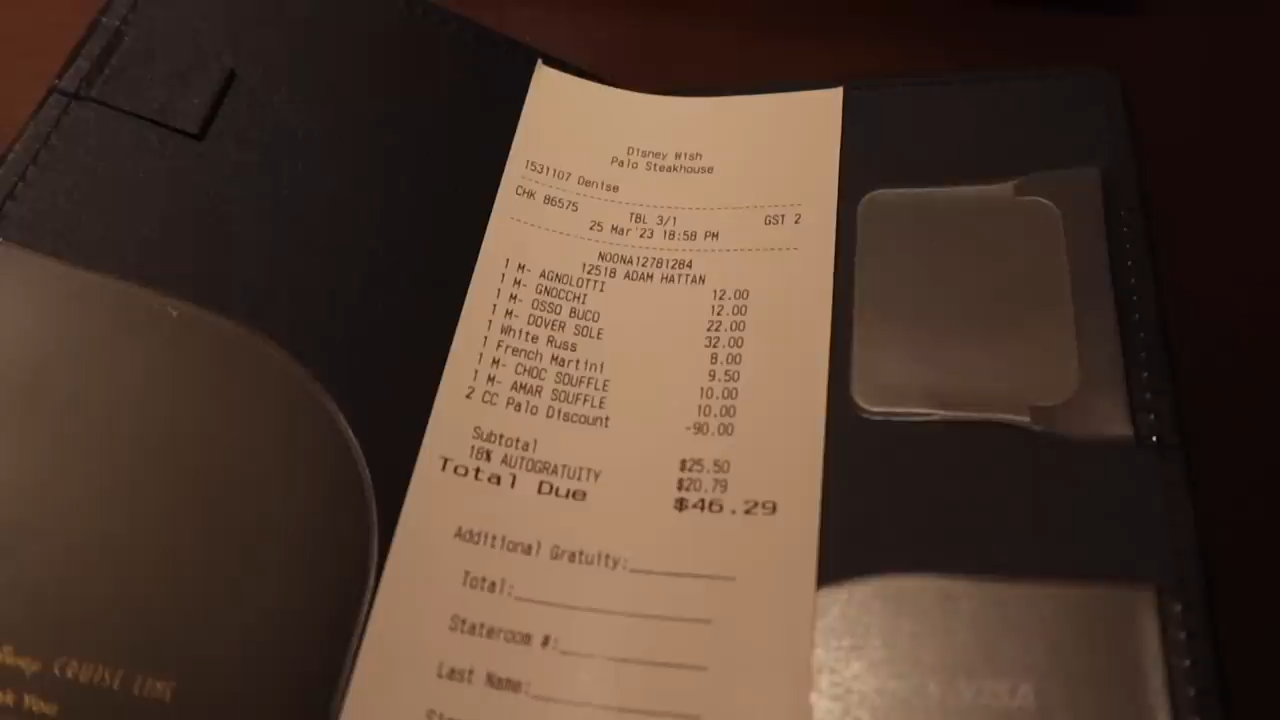 Disney Wish
Palo Steakhouse
1531107 Denise
CHK 86575 TBL 3/1 GST 2
25 Mar'23 18:58 PM
NOONA12781284
12518 ADAM HATTAN
1 M- AGNOLOTTI 12.00
1 M- GNOCCHI 12.00
1 M- OSSO BUCO 22.00
1 M- DOVER SOLE 32.00
1 White Russ 8.00
1 French Martini 9.50
1 M- CHOC SOUFFLE 10.00
1 M- AMAR SOUFFLE 10.00
2 CC Palo Discount -90.00
Subtotal $25.50
18% AUTOGRATUITY $20.79
Total Due $46.29
Additional Gratuity:
Total:
Stateroom #:
Last Name:
CRUISE LINE
You
VISA